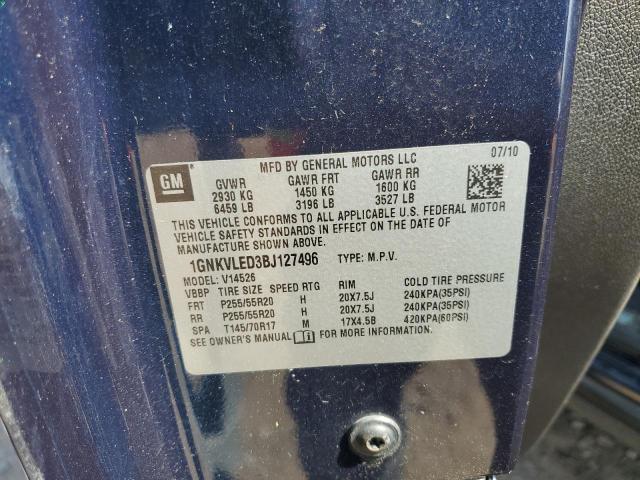 MFD BY GENERAL MOTORS LLC 07/10
GM
GVWR GAWR FRT GAWR RR
2930 KG 1450 KG 1600 KG
6459 LB 3196 LB 3527 LB
THIS VEHICLE CONFORMS TO ALL APPLICABLE U.S. FEDERAL MOTOR
VEHICLE SAFETY STANDARDS IN EFFECT ON THE DATE OF
MANUFACTURE SHOWN ABOVE.
1GNKVLED3BJ127496 TYPE: M.P.V.
MODEL: V14526
VBBP TIRE SIZE SPEED RTG RIM COLD TIRE PRESSURE
FRT P255/55R20 H 20X7.5J 240KPA(35PSI)
RR P255/55R20 H 20X7.5J 240KPA(35PSI)
SPA T145/70R17 M 17X4.5B 420KPA(60PSI)
SEE OWNER'S MANUAL FOR MORE INFORMATION.